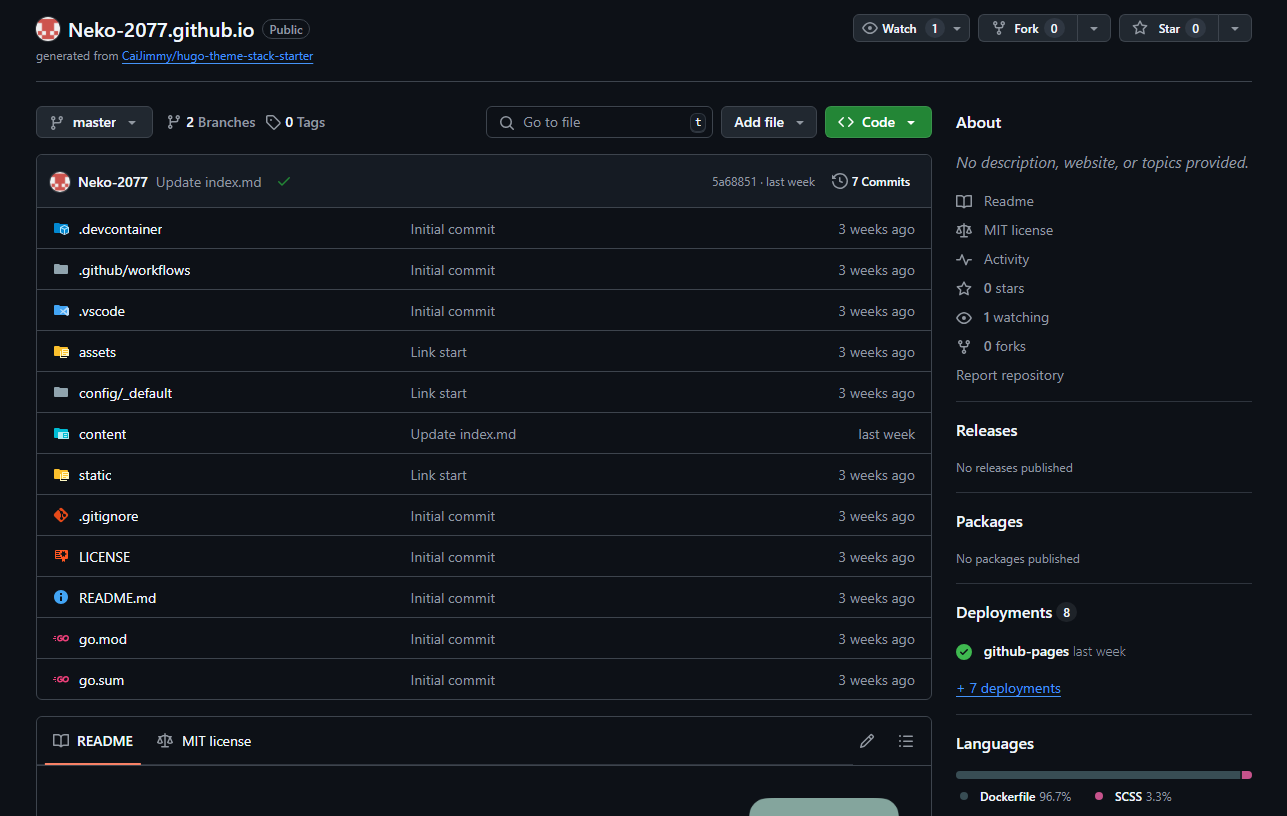 Neko-2077.github.io Public Watch 1 Fork 0 Star 0
generated from CaiJimmy/hugo-theme-stack-starter
master 2 Branches 0 Tags Go to file t Add file Code
Neko-2077 Update index.md 5a68851 · last week 7 Commits
.devcontainer Initial commit 3 weeks ago
.github/workflows Initial commit 3 weeks ago
.vscode Initial commit 3 weeks ago
assets Link start 3 weeks ago
config/_default Link start 3 weeks ago
content Update index.md last week
static Link start 3 weeks ago
.gitignore Initial commit 3 weeks ago
LICENSE Initial commit 3 weeks ago
README.md Initial commit 3 weeks ago
go.mod Initial commit 3 weeks ago
go.sum Initial commit 3 weeks ago
README MIT license
About
No description, website, or topics provided.
Readme
MIT license
Activity
0 stars
1 watching
0 forks
Report repository
Releases
No releases published
Packages
No packages published
Deployments 8
github-pages last week
+ 7 deployments
Languages
Dockerfile 96.7% SCSS 3.3%